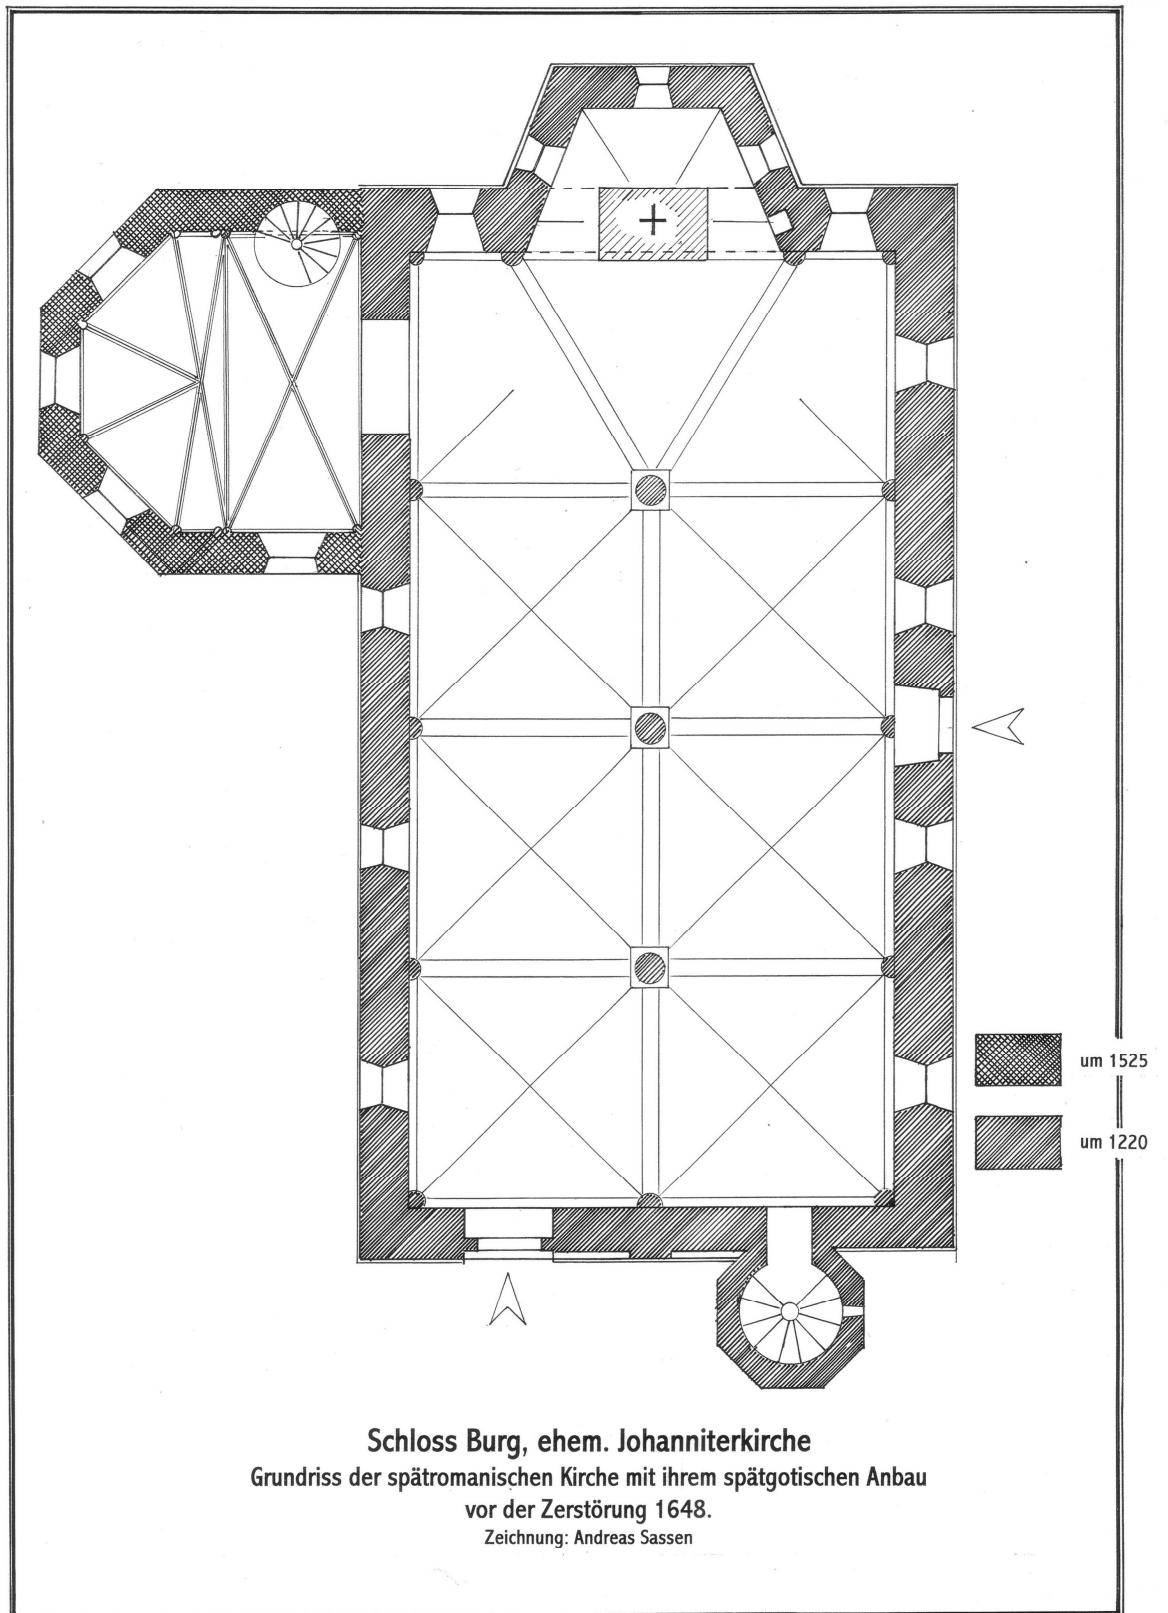 um 1525
um 1220
Schloss Burg, ehem. Johanniterkirche
Grundriss der spätromanischen Kirche mit ihrem spätgotischen Anbau
vor der Zerstörung 1648.
Zeichnung: Andreas Sassen